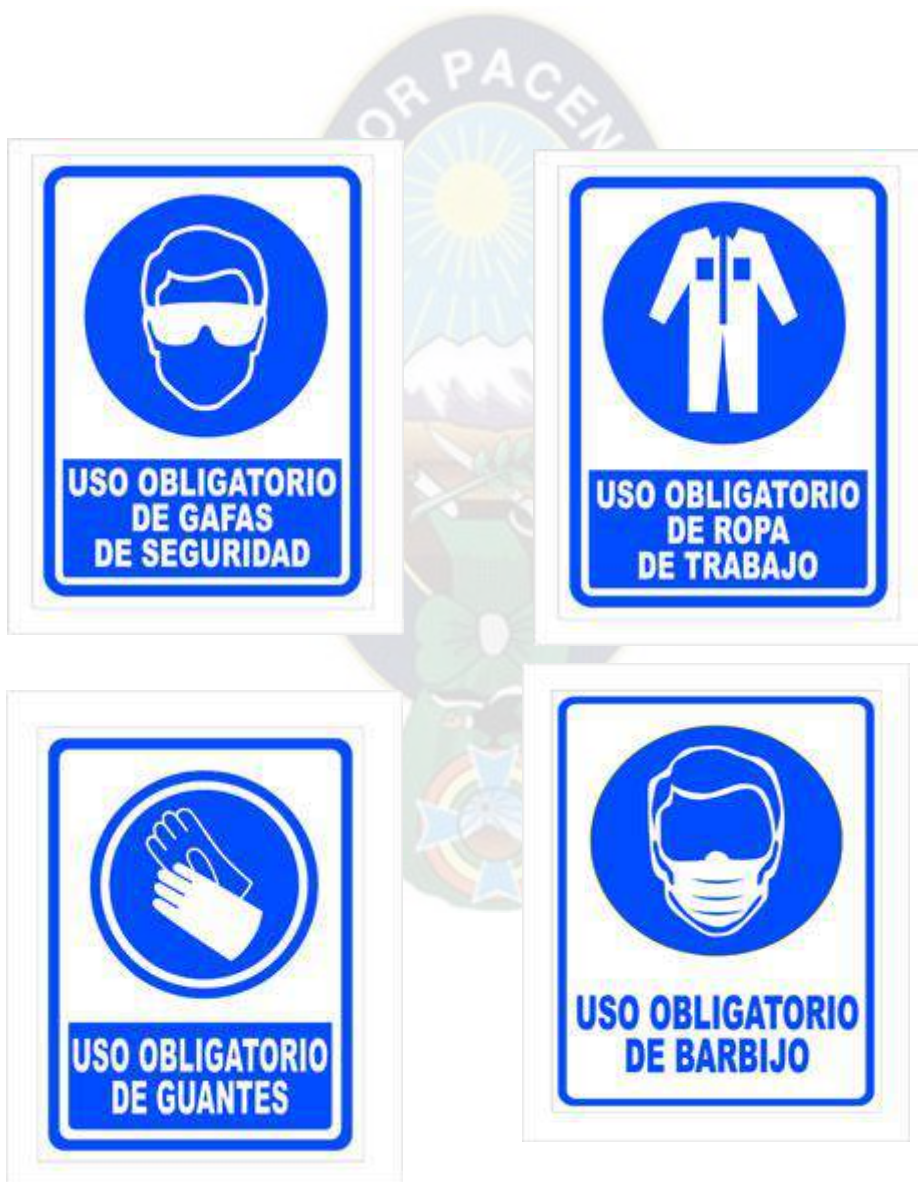 OR PACEN
USO OBLIGATORIO
DE GAFAS
DE SEGURIDAD
USO OBLIGATORIO
DE ROPA
DE TRABAJO
USO OBLIGATORIO
DE GUANTES
USO OBLIGATORIO
DE BARBIJO